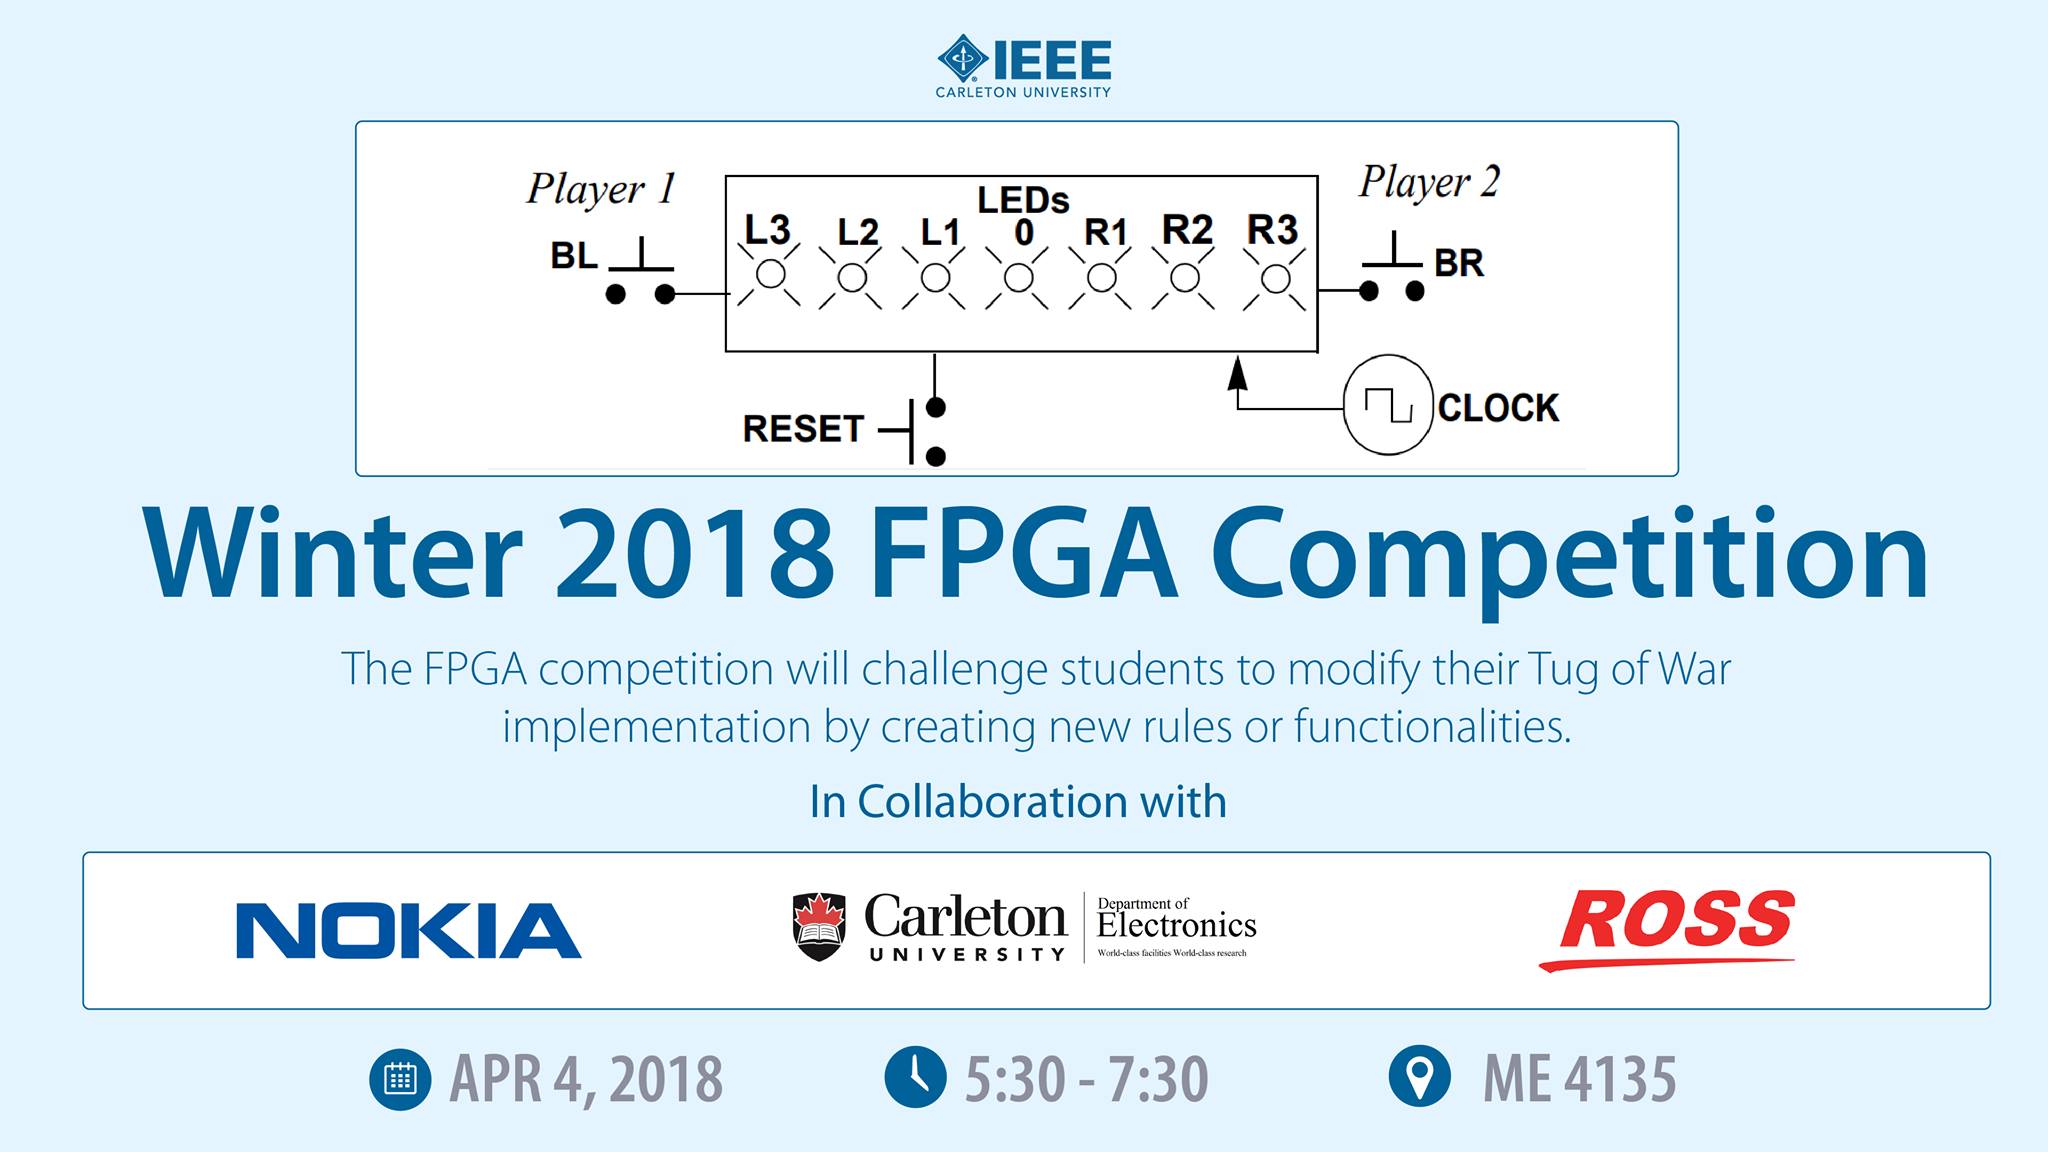 IEEE
CARLETON UNIVERSITY
Player 1
Player 2
LEDs
L3 L2 L1 0 R1 R2 R3
BL
BR
RESET
CLOCK
Winter 2018 FPGA Competition
The FPGA competition will challenge students to modify their Tug of War
implementation by creating new rules or functionalities.
In Collaboration with
NOKIA
Carleton
UNIVERSITY
Department of
Electronics
World-class facilities World-class research
ROSS
APR 4, 2018
5:30 - 7:30
ME 4135